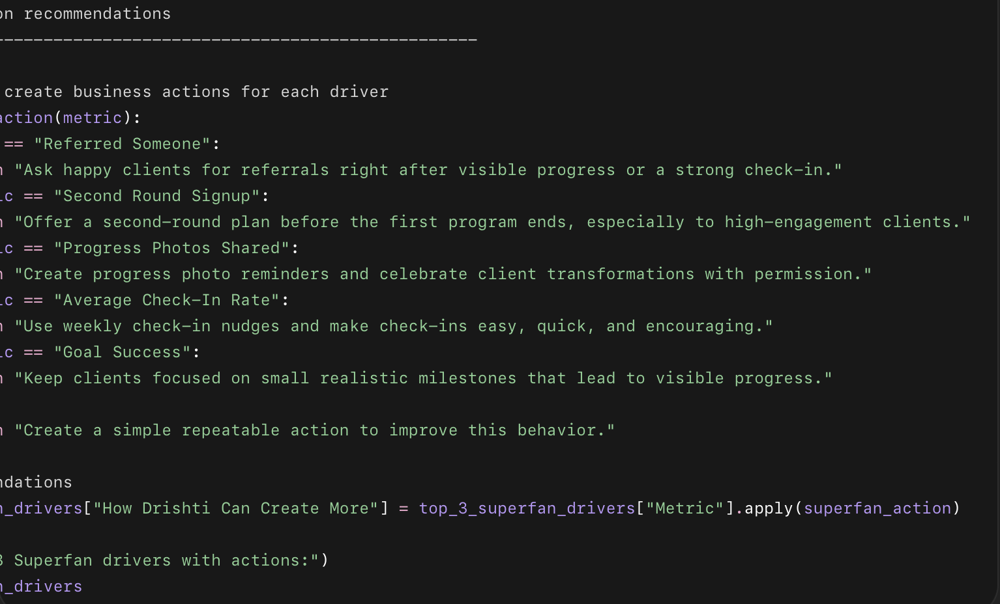 on recommendations
-------------------------------------------------
create business actions for each driver
action(metric):
== "Referred Someone":
n "Ask happy clients for referrals right after visible progress or a strong check-in."
ic == "Second Round Signup":
n "Offer a second-round plan before the first program ends, especially to high-engagement clients."
ic == "Progress Photos Shared":
n "Create progress photo reminders and celebrate client transformations with permission."
ic == "Average Check-In Rate":
n "Use weekly check-in nudges and make check-ins easy, quick, and encouraging."
ic == "Goal Success":
n "Keep clients focused on small realistic milestones that lead to visible progress."
n "Create a simple repeatable action to improve this behavior."
ndations
n_drivers["How Drishti Can Create More"] = top_3_superfan_drivers["Metric"].apply(superfan_action)
3 Superfan drivers with actions:")
n_drivers